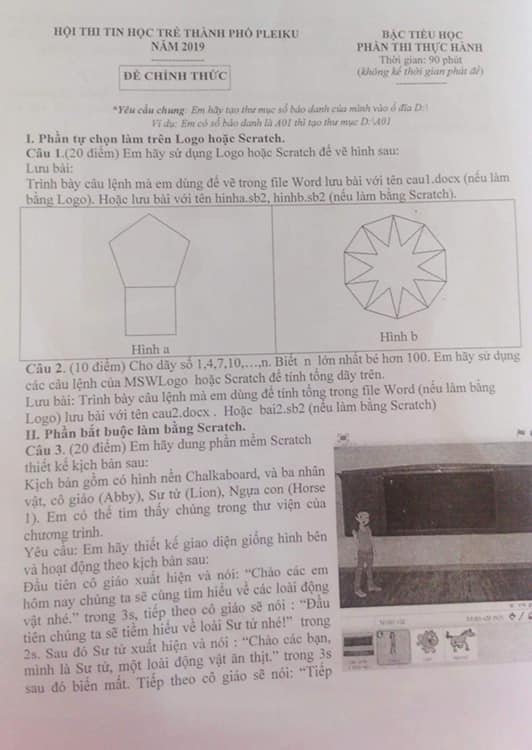 HỘI THI TIN HỌC TRẺ THÀNH PHỐ PLEIKU
NĂM 2019
ĐỀ CHÍNH THỨC
BẬC TIỂU HỌC
PHẦN THI THỰC HÀNH
Thời gian: 90 phút
(không kể thời gian phát đề)
*Yêu cầu chung: Em hãy tạo thư mục số báo danh của mình vào ổ đĩa D:\
Ví dụ: Em có số báo danh là A01 thì tạo thư mục D:\A01
I. Phần tự chọn làm trên Logo hoặc Scratch.
Câu 1.(20 điểm) Em hãy sử dụng Logo hoặc Scratch để vẽ hình sau:
Lưu bài:
Trình bày câu lệnh mà em dùng để vẽ trong file Word lưu bài với tên cau1.docx (nếu làm
bằng Logo). Hoặc lưu bài với tên hinha.sb2, hinhb.sb2 (nếu làm bằng Scratch).
Hình a
Hình b
Câu 2. (10 điểm) Cho dãy số 1,4,7,10,…,n. Biết n lớn nhất bé hơn 100. Em hãy sử dụng
các câu lệnh của MSWLogo hoặc Scratch để tính tổng dãy trên.
Lưu bài: Trình bày câu lệnh mà em dùng để tính tổng trong file Word (nếu làm bằng
Logo) lưu bài với tên cau2.docx . Hoặc bai2.sb2 (nếu làm bằng Scratch)
II. Phần bắt buộc làm bằng Scratch.
Câu 3. (20 điểm) Em hãy dung phần mềm Scratch
thiết kế kịch bản sau:
Kịch bản gồm có hình nền Chalkaboard, và ba nhân
vật, cô giáo (Abby), Sư tử (Lion), Ngựa con (Horse
1). Em có thể tìm thấy chúng trong thư viện của
chương trình.
Yêu cầu: Em hãy thiết kế giao diện giống hình bên
và hoạt động theo kịch bản sau:
Đầu tiên cô giáo xuất hiện và nói: “Chào các em
hôm nay chúng ta sẽ cùng tìm hiểu về các loài động
vật nhé.” trong 3s, tiếp theo cô giáo sẽ nói : “Đầu
tiên chúng ta sẽ tiềm hiểu về loài Sư tử nhé!” trong
2s. Sau đó Sư tử xuất hiện và nói : “Chào các bạn,
mình là Sư tử, một loài động vật ăn thịt.” trong 3s
sau đó biến mất. Tiếp theo cô giáo sẽ nói: “Tiếp